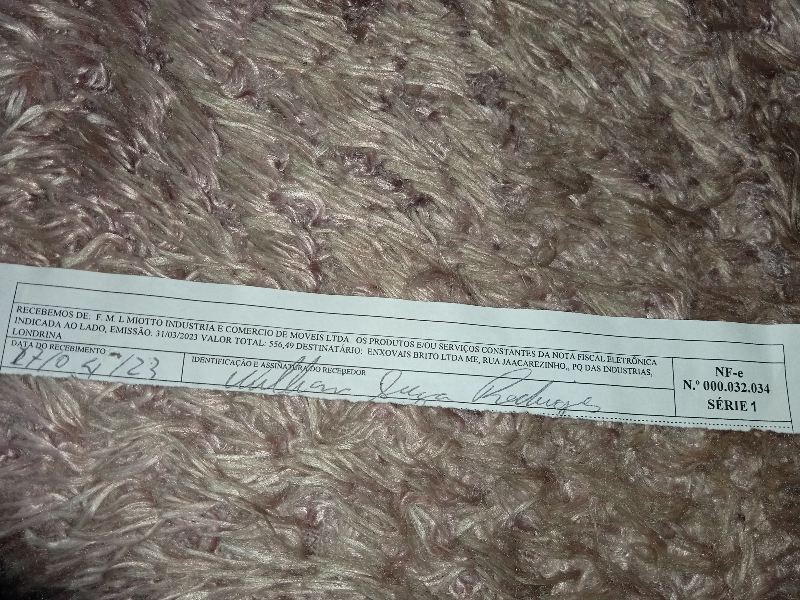 RECEBEMOS DE: F. M. L MIOTTO INDUSTRIA E COMERCIO DE MOVEIS LTDA OS PRODUTOS E/OU SERVIÇOS CONSTANTES DA NOTA FISCAL ELETRÔNICA
INDICADA AO LADO, EMISSÃO: 31/03/2023 VALOR TOTAL: 556,49 DESTINATÁRIO: ENXOVAIS BRITO LTDA ME, RUA JAACAREZINHO,, PQ DAS INDUSTRIAS,
LONDRINA
DATA DO RECEBIMENTO
IDENTIFICAÇÃO E ASSINATURA DO RECEBEDOR
NF-e
N.º 000.032.034
SÉRIE 1